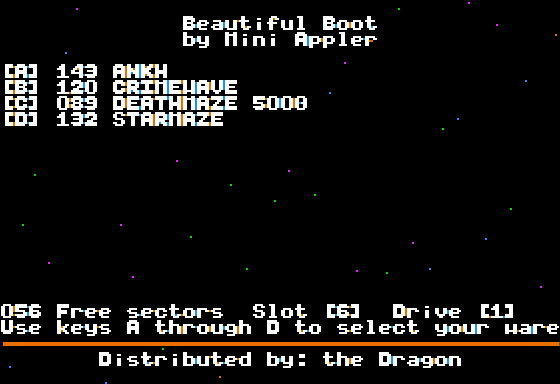 Beautiful Boot
by Mini Appler
[A] 143 ANKH
[B] 120 CRIMEWAVE
[C] 089 DEATHMAZE 5000
[D] 132 STARMAZE
056 Free sectors  Slot [6]  Drive [1]
Use keys A through D to select your ware
Distributed by: the Dragon